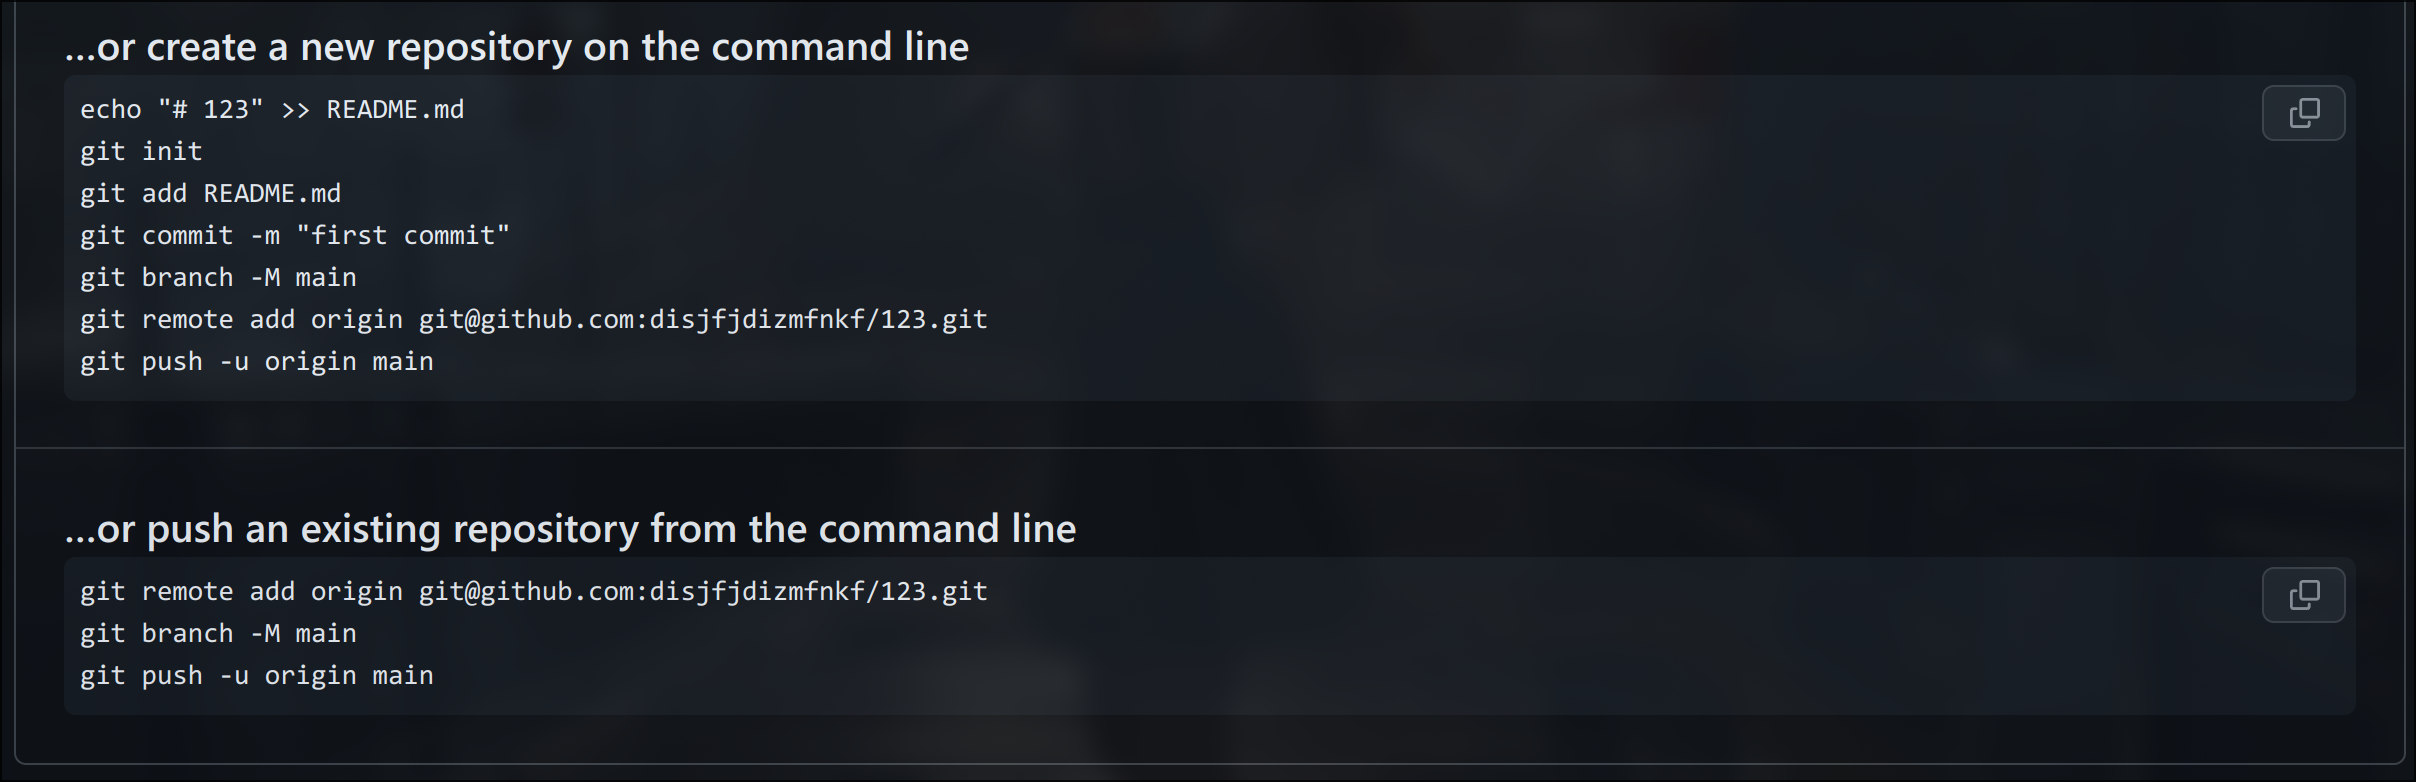 ...or create a new repository on the command line
echo "# 123" >> README.md
git init
git add README.md
git commit -m "first commit"
git branch -M main
git remote add origin git@github.com:disjfjdizmfnkf/123.git
git push -u origin main
...or push an existing repository from the command line
git remote add origin git@github.com:disjfjdizmfnkf/123.git
git branch -M main
git push -u origin main